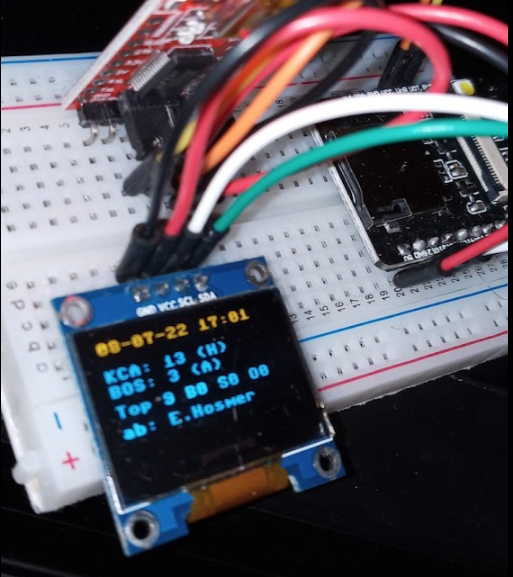 GND VCC SCL SDA
08-07-22 17:01
KCA: 13 (H)
BOS: 3 (A)
Top 9 B0 S0 O0
ab: E.Hosmer